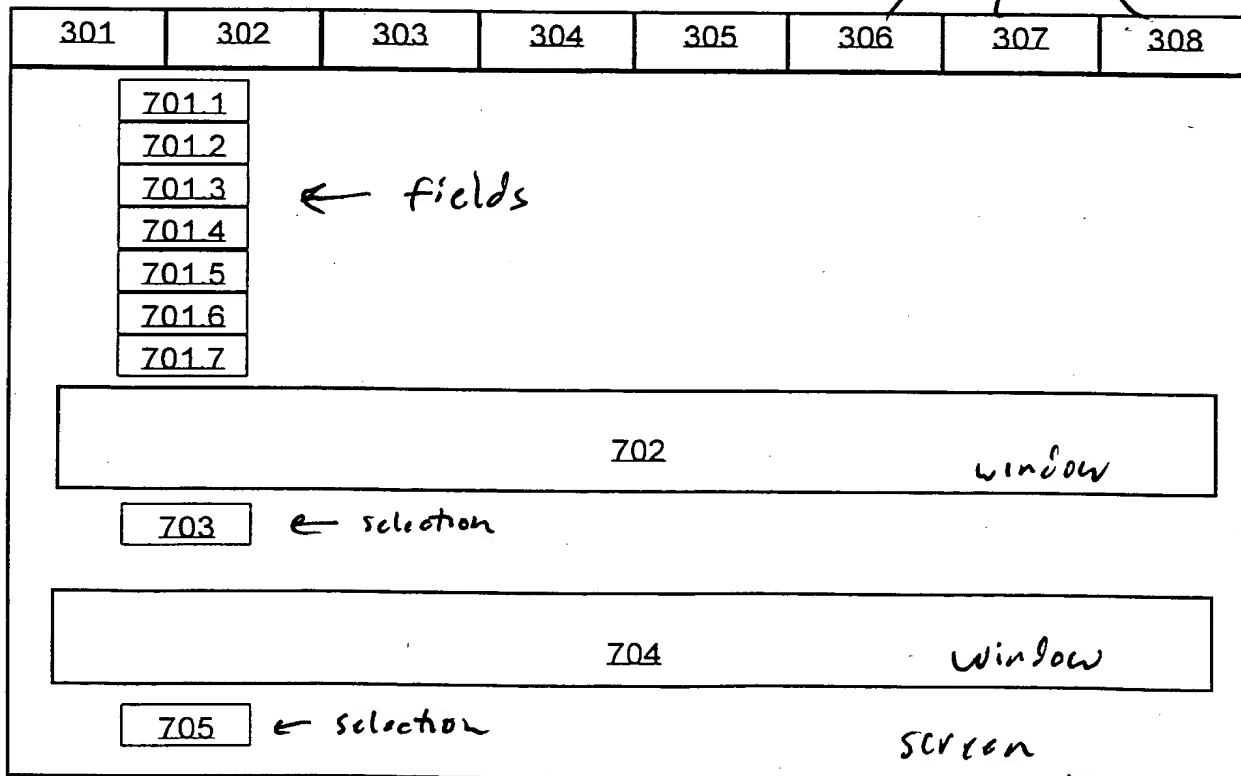 301 302 303 304 305 306 307 308
701.1
701.2
701.3 ← fields
701.4
701.5
701.6
701.7
702 window
703 ← selection
704 window
705 ← selection
screen